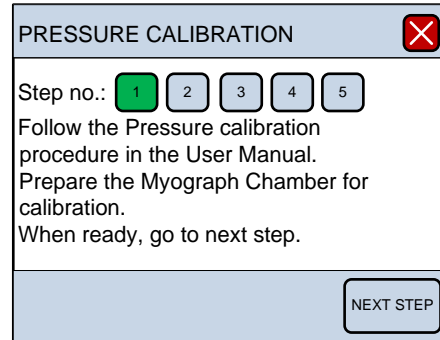 PRESSURE CALIBRATION
Step no.: 1 2 3 4 5
Follow the Pressure calibration
procedure in the User Manual.
Prepare the Myograph Chamber for
calibration.
When ready, go to next step.
NEXT STEP